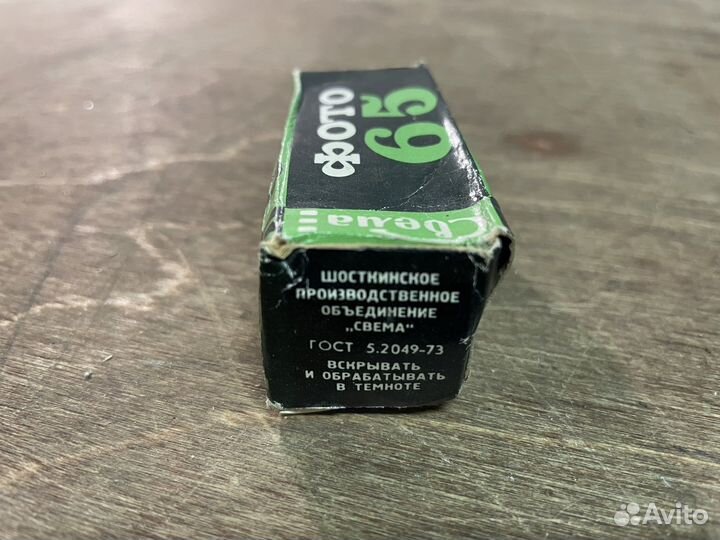 ФОТО
65
Свема
ШОСТКИНСКОЕ
ПРОИЗВОДСТВЕННОЕ
ОБЪЕДИНЕНИЕ
„СВЕМА"
ГОСТ 5.2049-73
ВСКРЫВАТЬ
И ОБРАБАТЫВАТЬ
В ТЕМНОТЕ
Avito